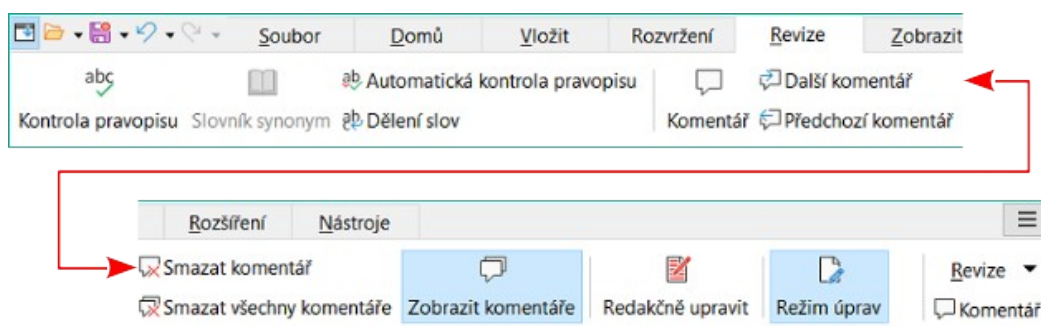 Soubor Domů Vložit Rozvržení Revize Zobrazit
abç Automatická kontrola pravopisu Další komentář
Kontrola pravopisu Slovník synonym Dělení slov Komentář Předchozí komentář
Rozšíření Nástroje
Smazat komentář Revize
Smazat všechny komentáře Zobrazit komentáře Redakčně upravit Režim úprav Komentář